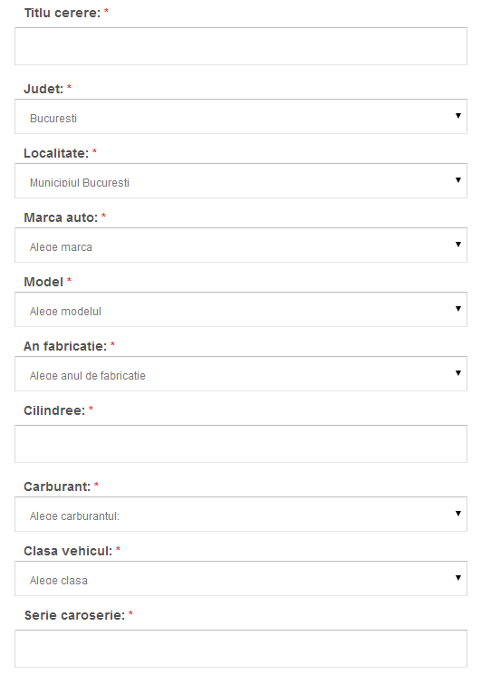 Titlu cerere: *
Judet: *
Bucuresti
Localitate: *
Municipiul Bucuresti
Marca auto: *
Alege marca
Model *
Alege modelul
An fabricatie: *
Alege anul de fabricatie
Cilindree: *
Carburant: *
Alege carburantul:
Clasa vehicul: *
Alege clasa
Serie caroserie: *